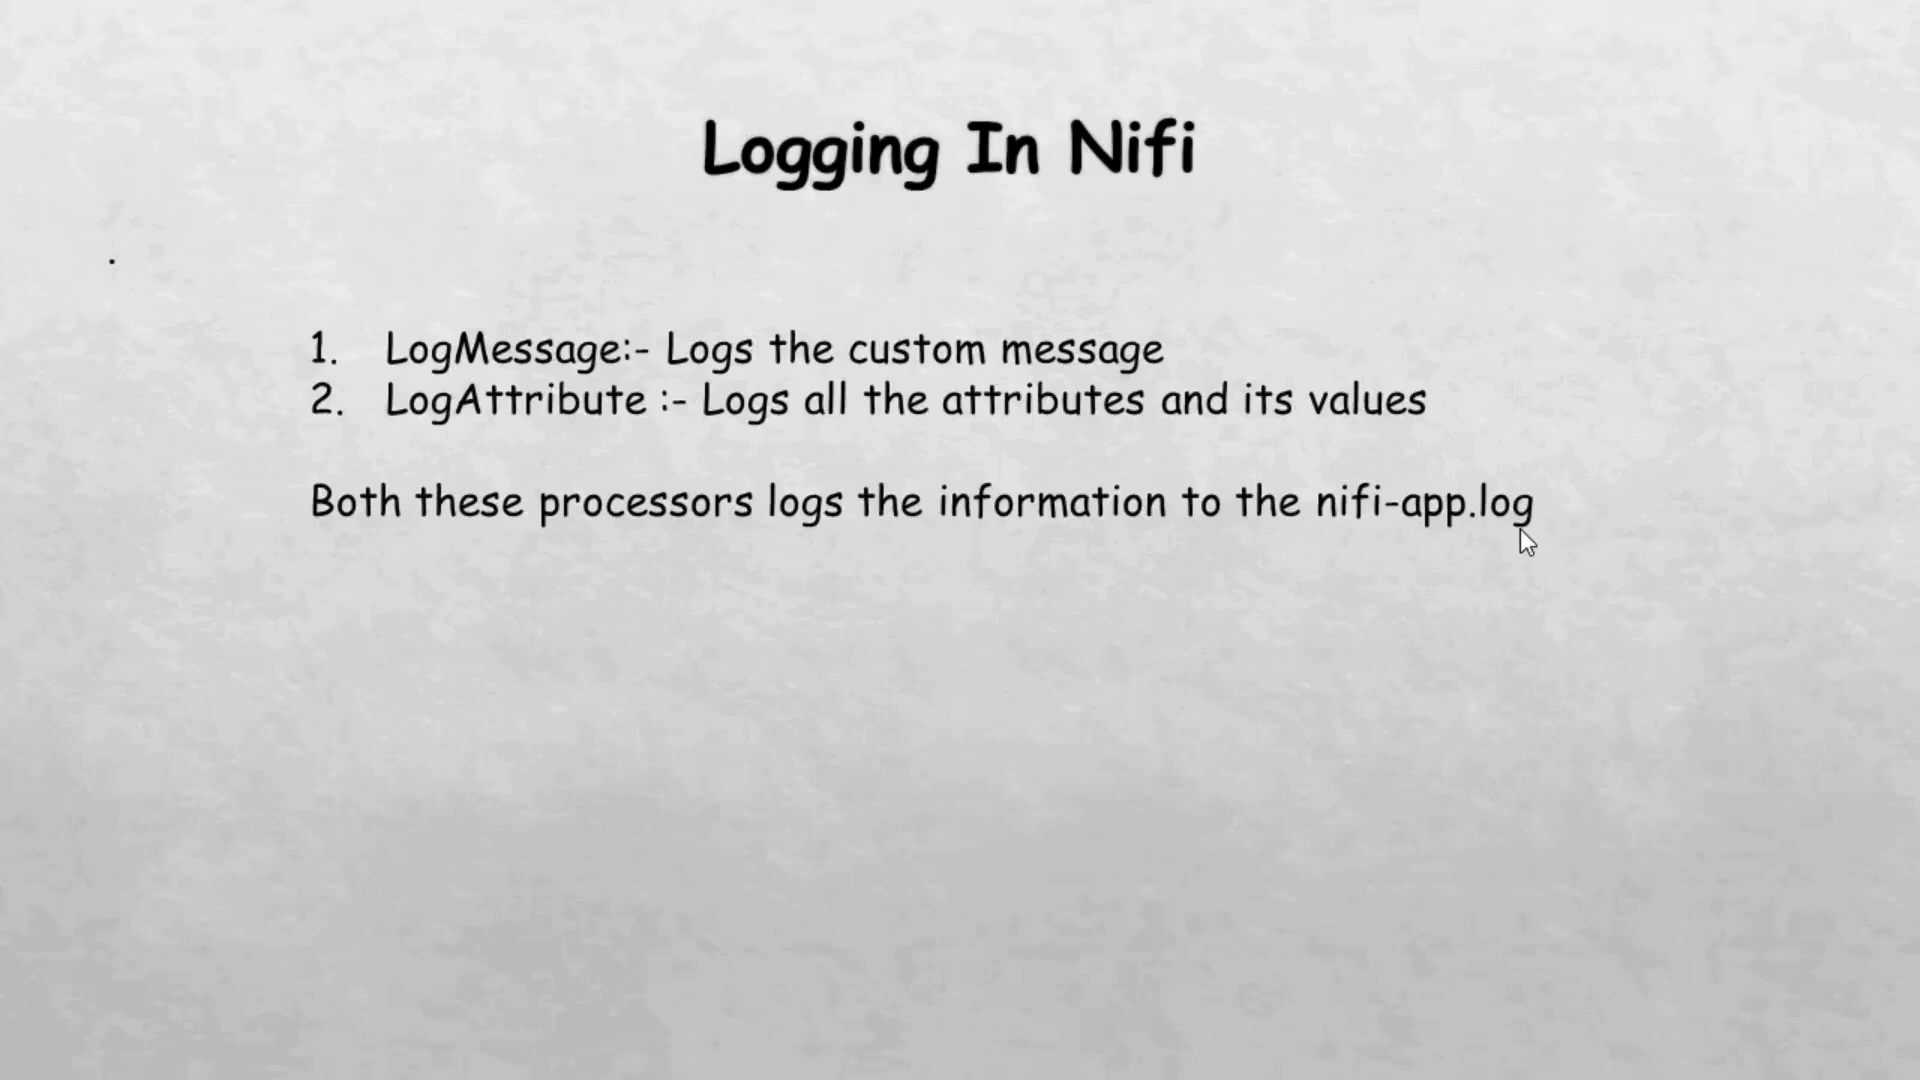 Logging In Nifi
.
1. LogMessage:- Logs the custom message
2. LogAttribute :- Logs all the attributes and its values
Both these processors logs the information to the nifi-app.log